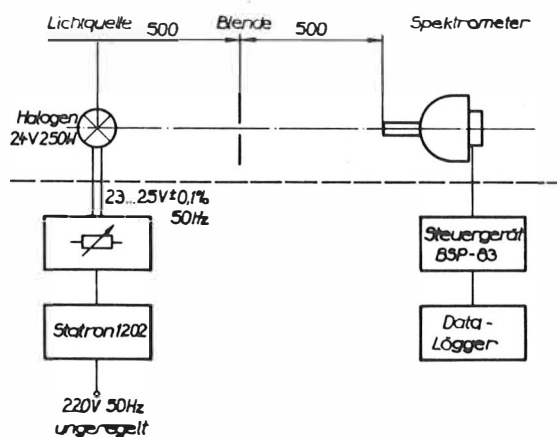 Lichtquelle 500 Blende 500 Spektrometer
Halogen
24V 250W
23...25V±0,1%
50Hz
Steuergerät
BSP-83
Statron 1202
Data-
Lögger
220V 50Hz
ungeregelt